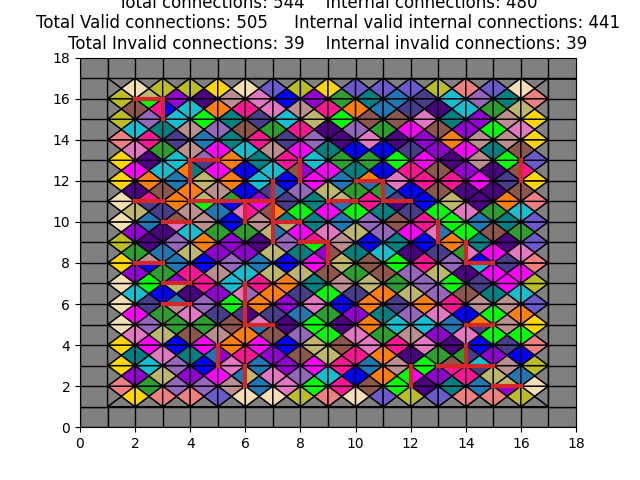 Total connections: 544    Internal connections: 480
Total Valid connections: 505    Internal valid internal connections: 441
Total Invalid connections: 39    Internal invalid connections: 39
18
16
14
12
10
8
6
4
2
0
0 2 4 6 8 10 12 14 16 18